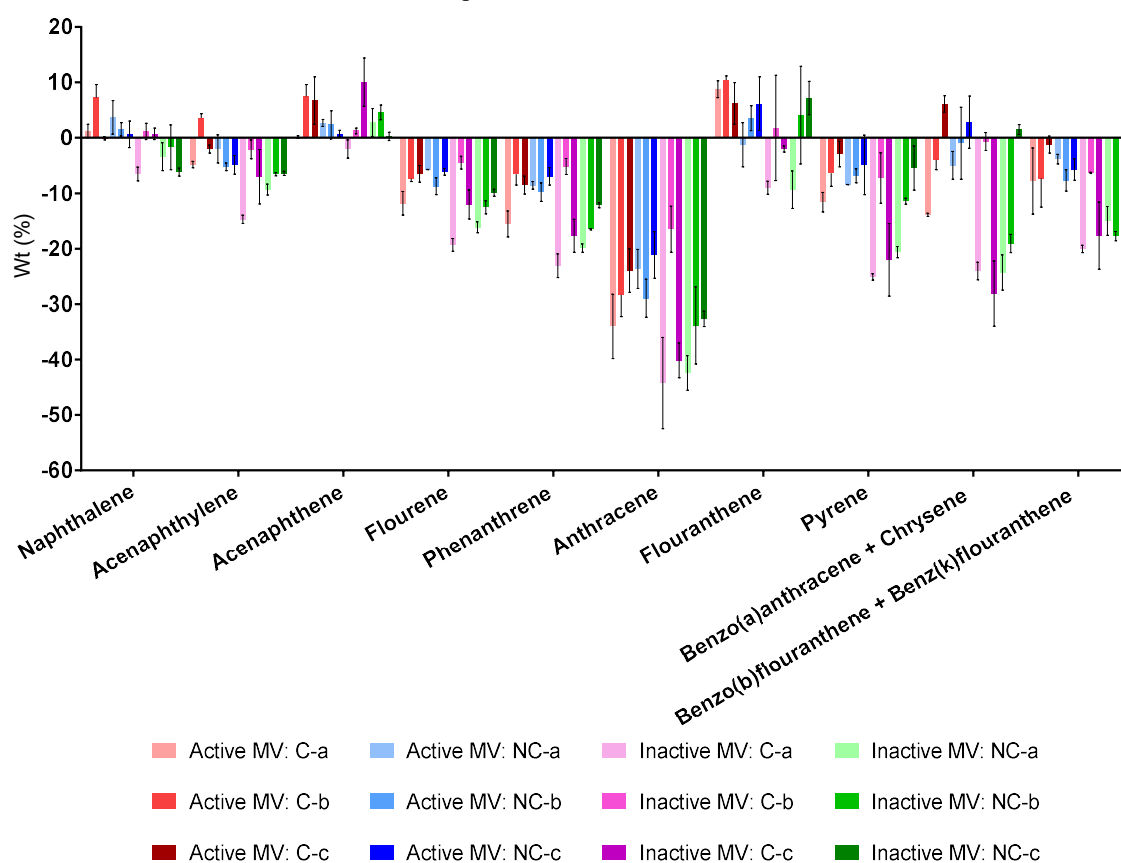 20
10
0
-10
-20
-30
-40
-50
-60
Wt (%)
Naphthalene
Acenaphthylene
Acenaphthene
Flourene
Phenanthrene
Anthracene
Flouranthene
Pyrene
Benzo(a)anthracene + Chrysene
Benzo(b)flouranthene + Benz(k)flouranthene
Active MV: C-a Active MV: NC-a Inactive MV: C-a Inactive MV: NC-a
Active MV: C-b Active MV: NC-b Inactive MV: C-b Inactive MV: NC-b
Active MV: C-c Active MV: NC-c Inactive MV: C-c Inactive MV: NC-c